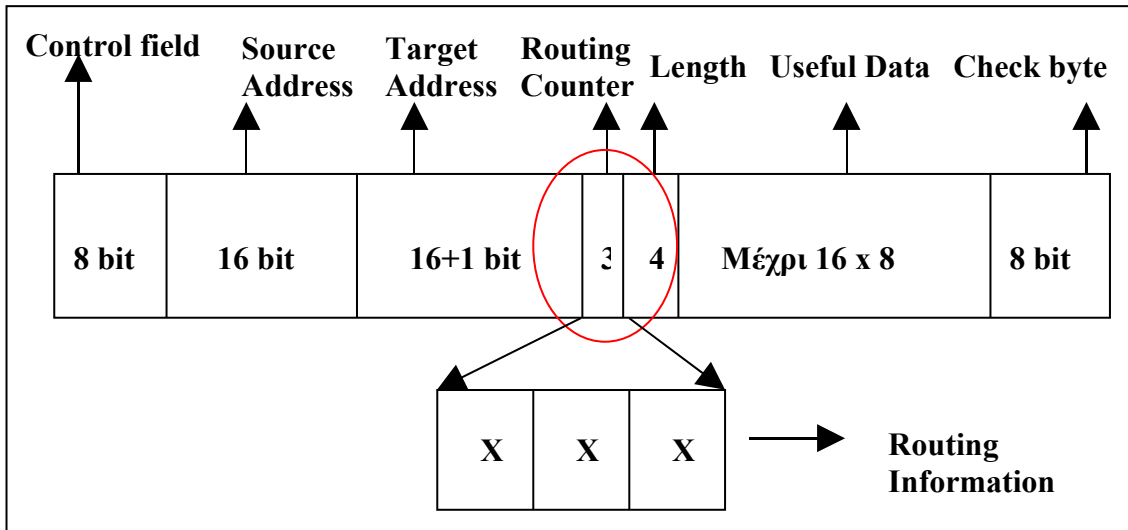 Control field
Source
Address
Target
Address
Routing
Counter
Length
Useful Data
Check byte
8 bit
16 bit
16+1 bit
3
4
Μέχρι 16 x 8
8 bit
X X X
Routing
Information